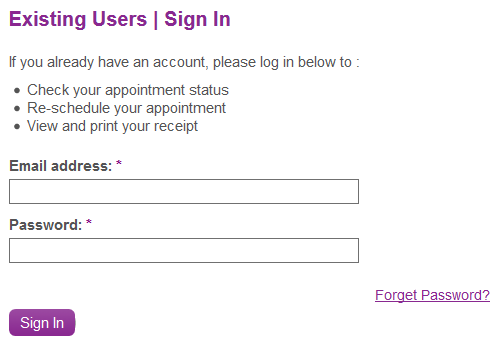 Existing Users | Sign In
If you already have an account, please log in below to :
• Check your appointment status
• Re-schedule your appointment
• View and print your receipt
Email address: *
Password: *
Forget Password?
Sign In